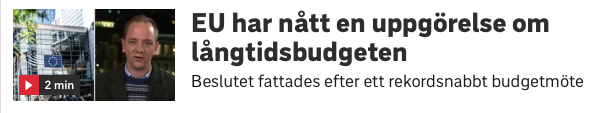 EU har nått en uppgörelse om
långtidsbudgeten
2 min
Beslutet fattades efter ett rekordsnabbt budgetmöte